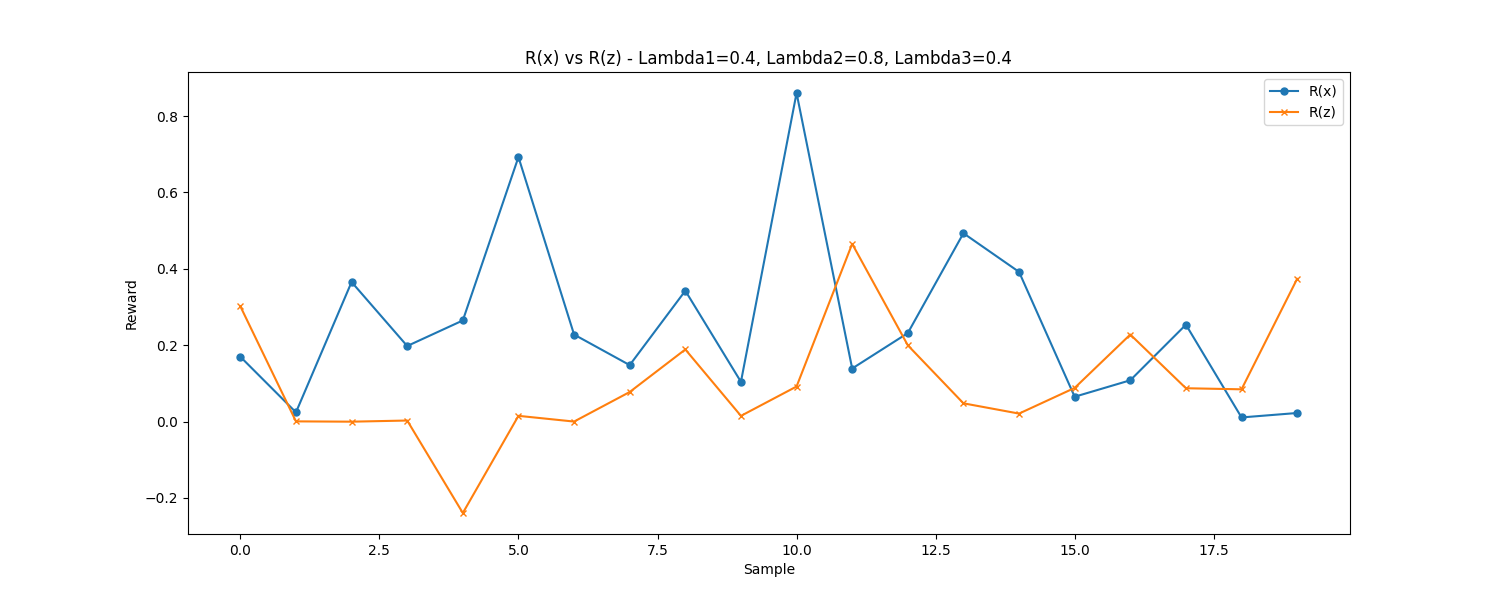 R(x) vs R(z) - Lambda1=0.4, Lambda2=0.8, Lambda3=0.4
R(x)
R(z)
Reward
0.8
0.6
0.4
0.2
0.0
−0.2
0.0 2.5 5.0 7.5 10.0 12.5 15.0 17.5
Sample